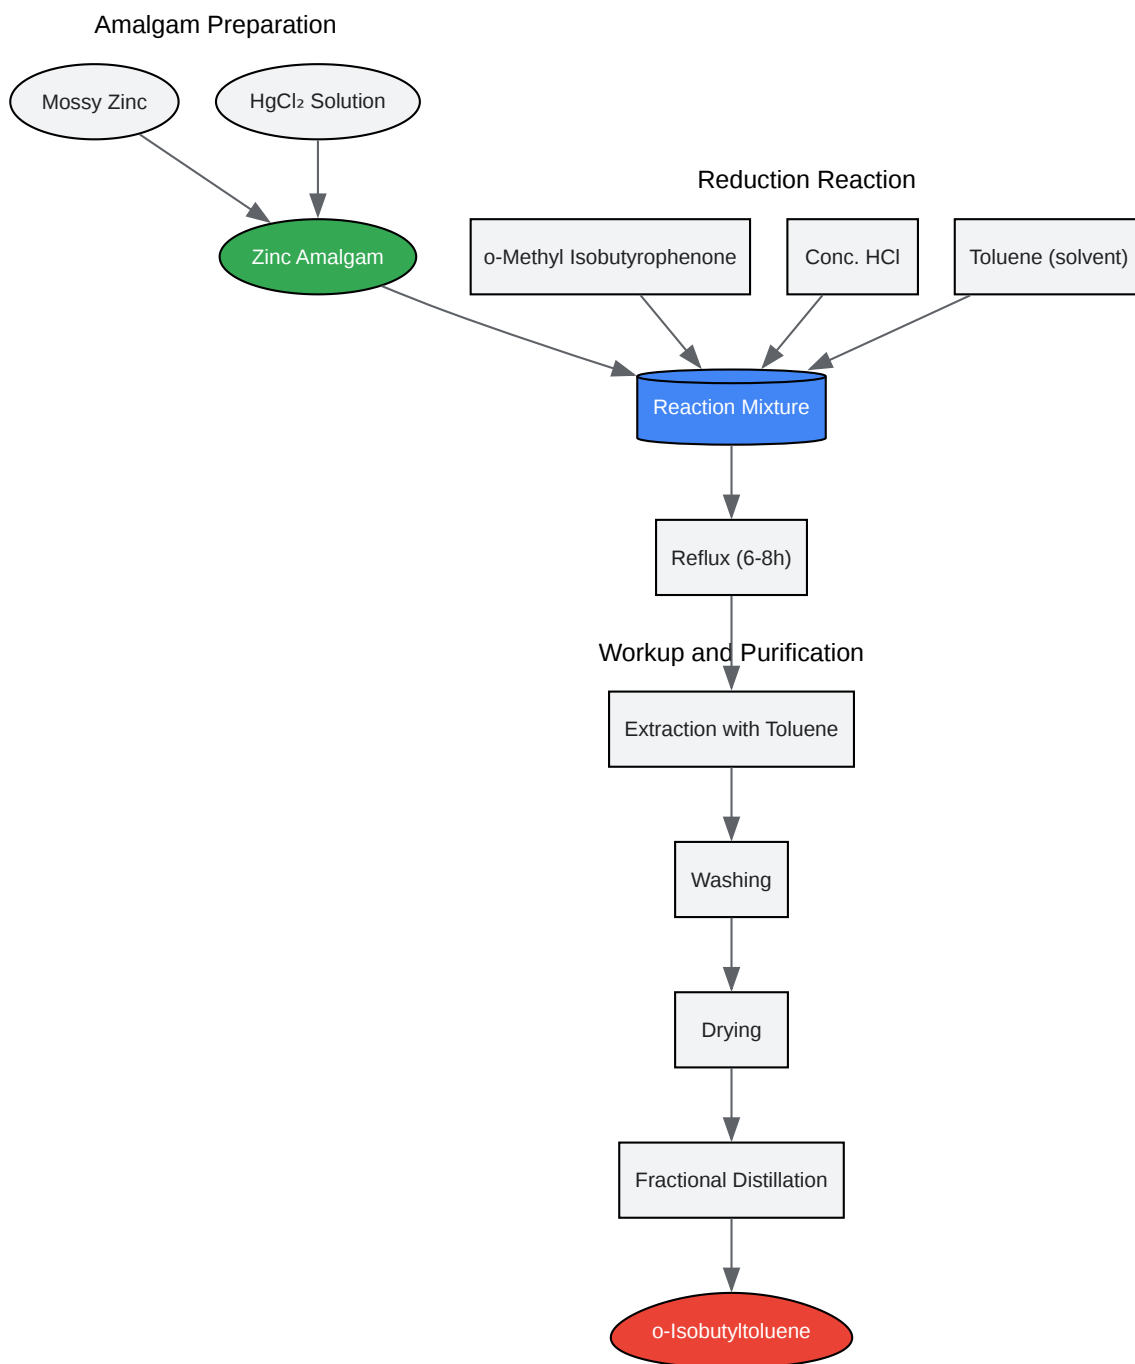 Amalgam Preparation
Mossy Zinc
HgCl₂ Solution
Reduction Reaction
Zinc Amalgam
o-Methyl Isobutyrophenone
Conc. HCl
Toluene (solvent)
Reaction Mixture
Reflux (6-8h)
Workup and Purification
Extraction with Toluene
Washing
Drying
Fractional Distillation
o-Isobutyltoluene